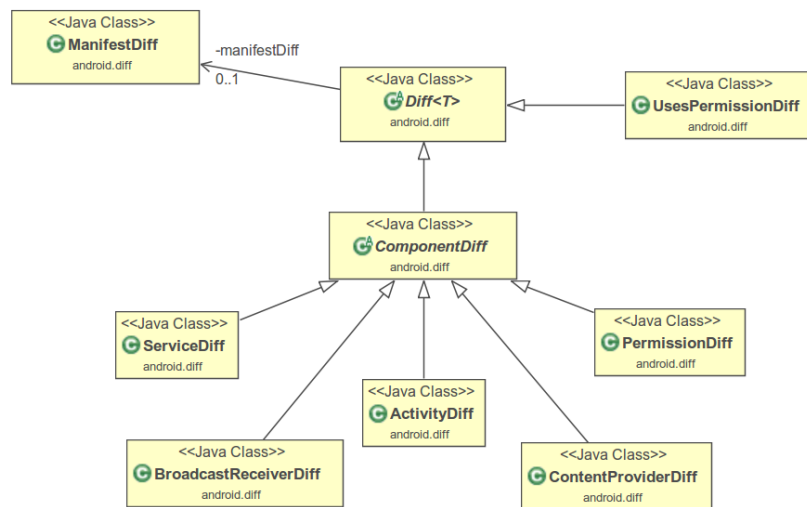 <<Java Class>>
ManifestDiff
android.diff
-manifestDiff
0..1
<<Java Class>>
Diff<T>
android.diff
<<Java Class>>
UsesPermissionDiff
android.diff
<<Java Class>>
ComponentDiff
android.diff
<<Java Class>>
ServiceDiff
android.diff
<<Java Class>>
PermissionDiff
android.diff
<<Java Class>>
ActivityDiff
android.diff
<<Java Class>>
BroadcastReceiverDiff
android.diff
<<Java Class>>
ContentProviderDiff
android.diff